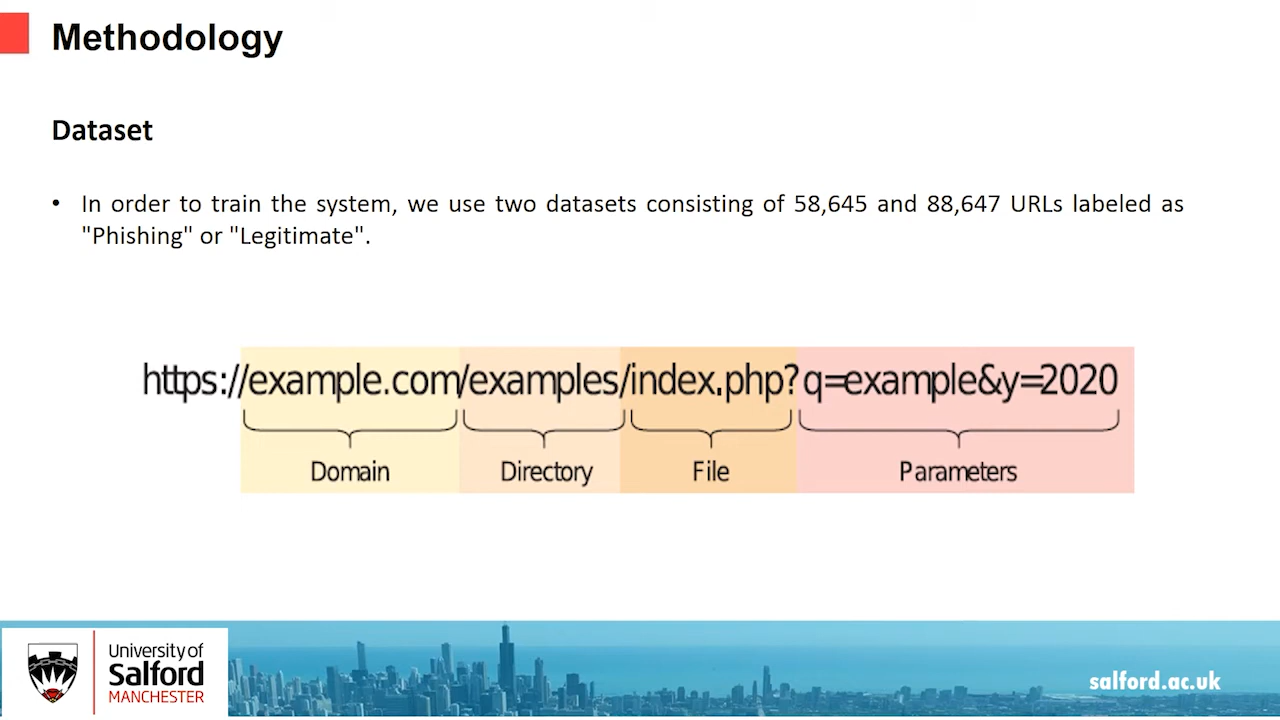 Methodology
Dataset
• In order to train the system, we use two datasets consisting of 58,645 and 88,647 URLs labeled as
"Phishing" or "Legitimate".
https://example.com/examples/index.php?q=example&y=2020
Domain Directory File Parameters
University of
Salford
MANCHESTER
salford.ac.uk